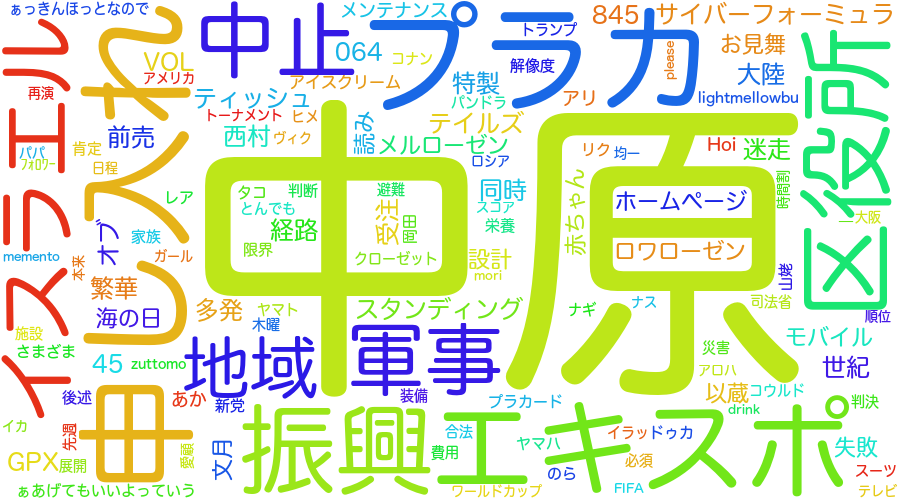 ぁっきんほっとなので
メンテナンス
トランプ
845
サイバーフォーミュラ
中止
プラカ
064
コナン
please
お見舞
VOL
アメリカ
アイスクリーム
解像度
大陸
区役所
イスラエル
申し入れ
再演
ティッシュ
特製
パンドラ
アリ
lightmellowbu
トーナメント
ヒメ
テイルズ
前売
西村
ヴィク
読み
メルローゼン
ロシア
リク
均一
Hoi
迷走
パパ
フォロワー
肯定
日程
レア
タコ
判断
避難
同時
赤ちゃん
ホームページ
時間割
とんでも
スコア
栄養
中原
受注
岡田
大阪
memento
家族
オブ
経路
限界
クローゼット
設計
mori
ロワローゼン
本来
ガール
山姥
繁華
海の日
多発
ヤマト
スタンディング
ナギ
ナス
司法省
順位
施設
さまざま
木曜
モバイル
45
zuttomo
地域
軍事
災害
アロハ
世紀
後述
あか
新党
装備
プラカード
以蔵
コウルド
drink
判決
イカ
先週
振興
エキスポ
合法
ヤマハ
イラッ
ドゥカ
GPX
展開
愛顧
文月
費用
のら
必須
失敗
スーツ
ぁあげてもいいよっていう
ワールドカップ
FIFA
テレビ